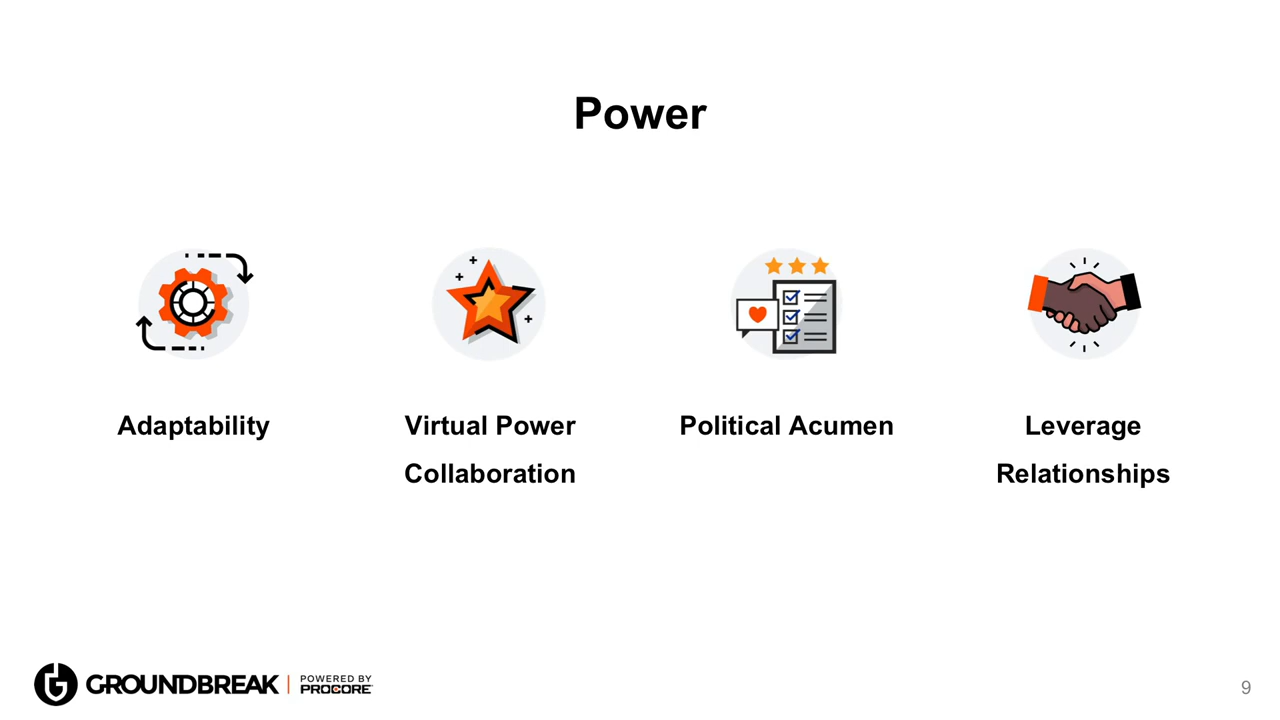 Power
Adaptability
Virtual Power
Collaboration
Political Acumen
Leverage
Relationships
GROUNDBREAK
POWERED BY
PROCORE
9